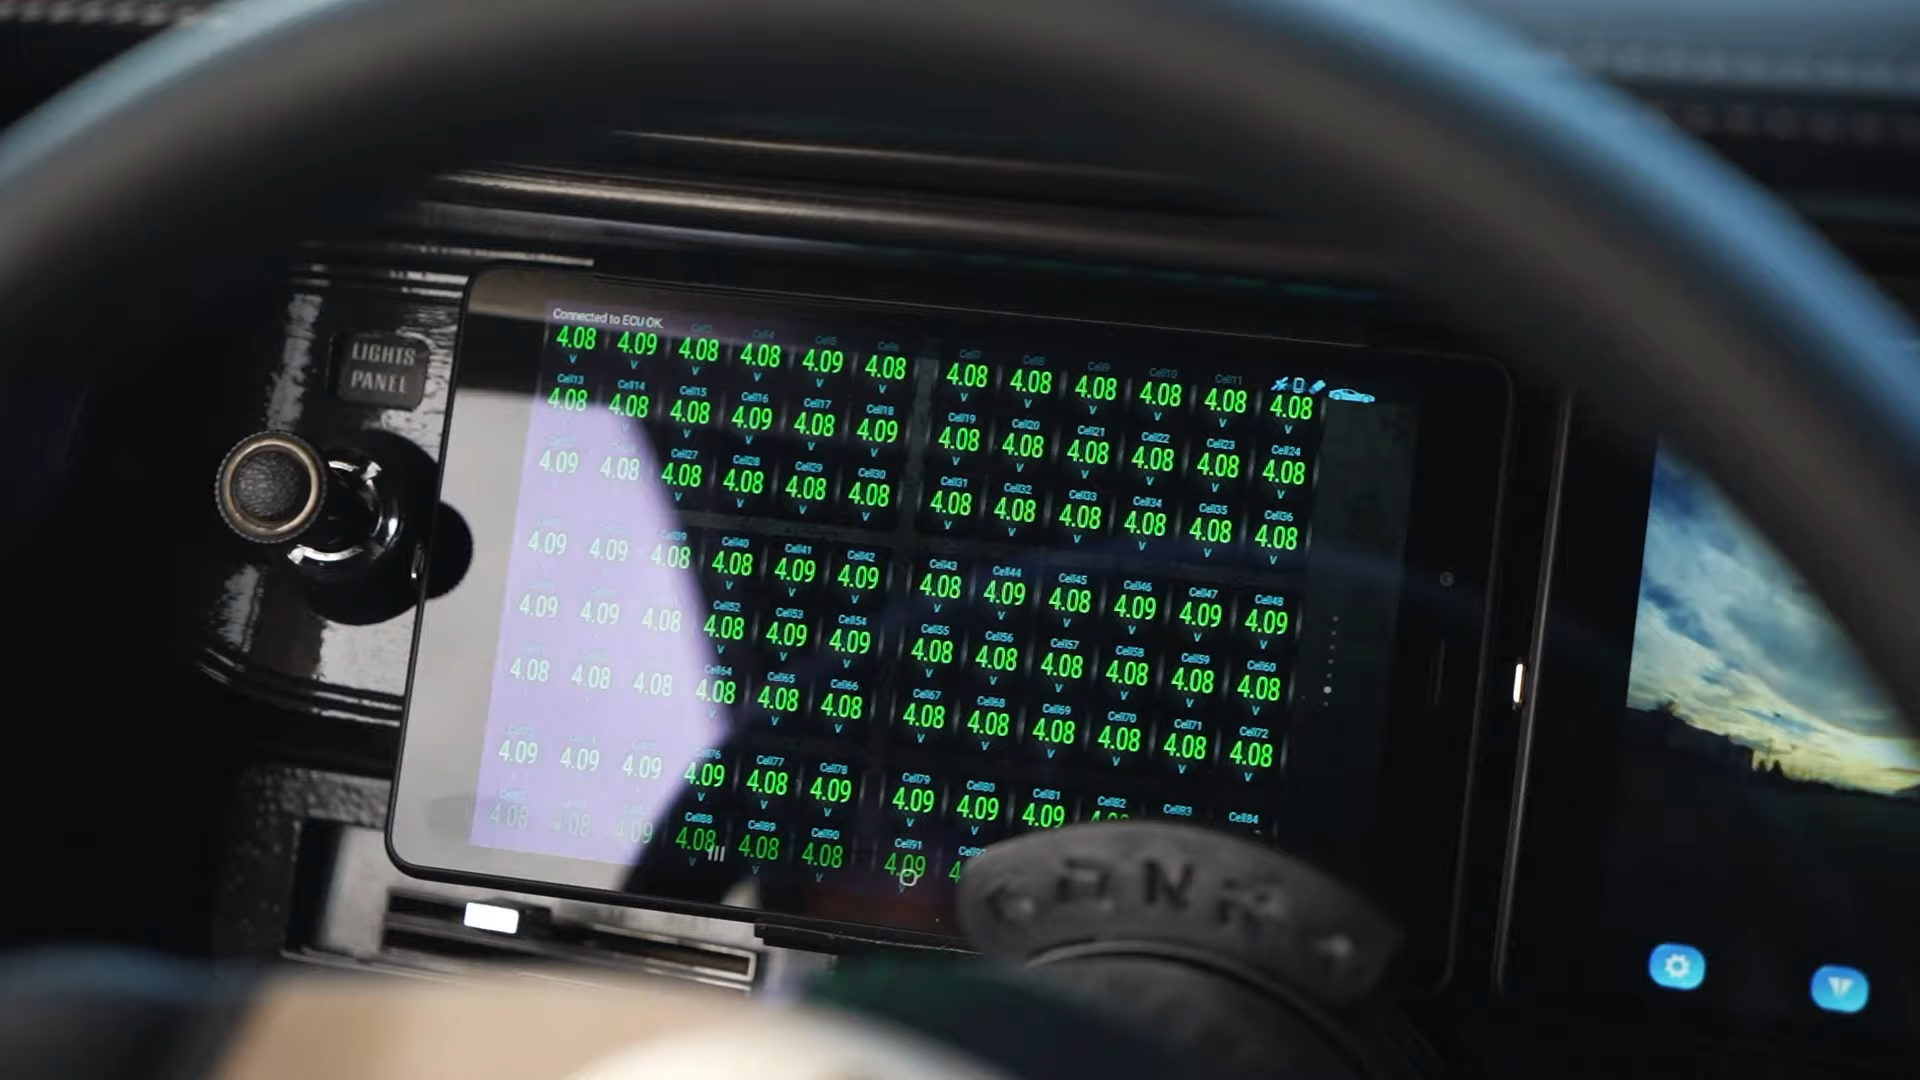 Connected to ECU OK.
LIGHTS
PANEL
4.08 4.09 4.08 4.08 4.09 4.08 4.08 4.08 4.08 4.08 4.08 4.08
V V V V V V V V V V V V
Cell13 Cell14 Cell15 Cell16 Cell17 Cell18 Cell19 Cell20 Cell21 Cell22 Cell23 Cell24
4.08 4.08 4.08 4.09 4.08 4.09 4.08 4.08 4.08 4.08 4.08 4.08
Cell27 Cell28 Cell29 Cell30 Cell31 Cell32 Cell33 Cell34 Cell35 Cell36
4.09 4.08 4.08 4.08 4.08 4.08 4.08 4.08 4.08 4.08 4.08 4.08
Cell39 Cell40 Cell41 Cell42 Cell43 Cell44 Cell45 Cell46 Cell47 Cell48
4.09 4.09 4.08 4.08 4.09 4.09 4.08 4.09 4.08 4.09 4.09 4.09
Cell52 Cell53 Cell54 Cell55 Cell56 Cell57 Cell58 Cell59 Cell60
4.09 4.09 4.08 4.08 4.09 4.09 4.08 4.08 4.08 4.08 4.08 4.08
Cell64 Cell65 Cell66 Cell67 Cell68 Cell69 Cell70 Cell71 Cell72
4.08 4.08 4.08 4.08 4.08 4.08 4.08 4.08 4.08 4.08 4.08 4.08
Cell76 Cell77 Cell78 Cell79 Cell80 Cell81 Cell82 Cell83 Cell84
4.09 4.09 4.09 4.09 4.08 4.09 4.09 4.09 4.09
Cell88 Cell89 Cell90 Cell91
4.08 4.08 4.09 4.08 4.08 4.08 4.09